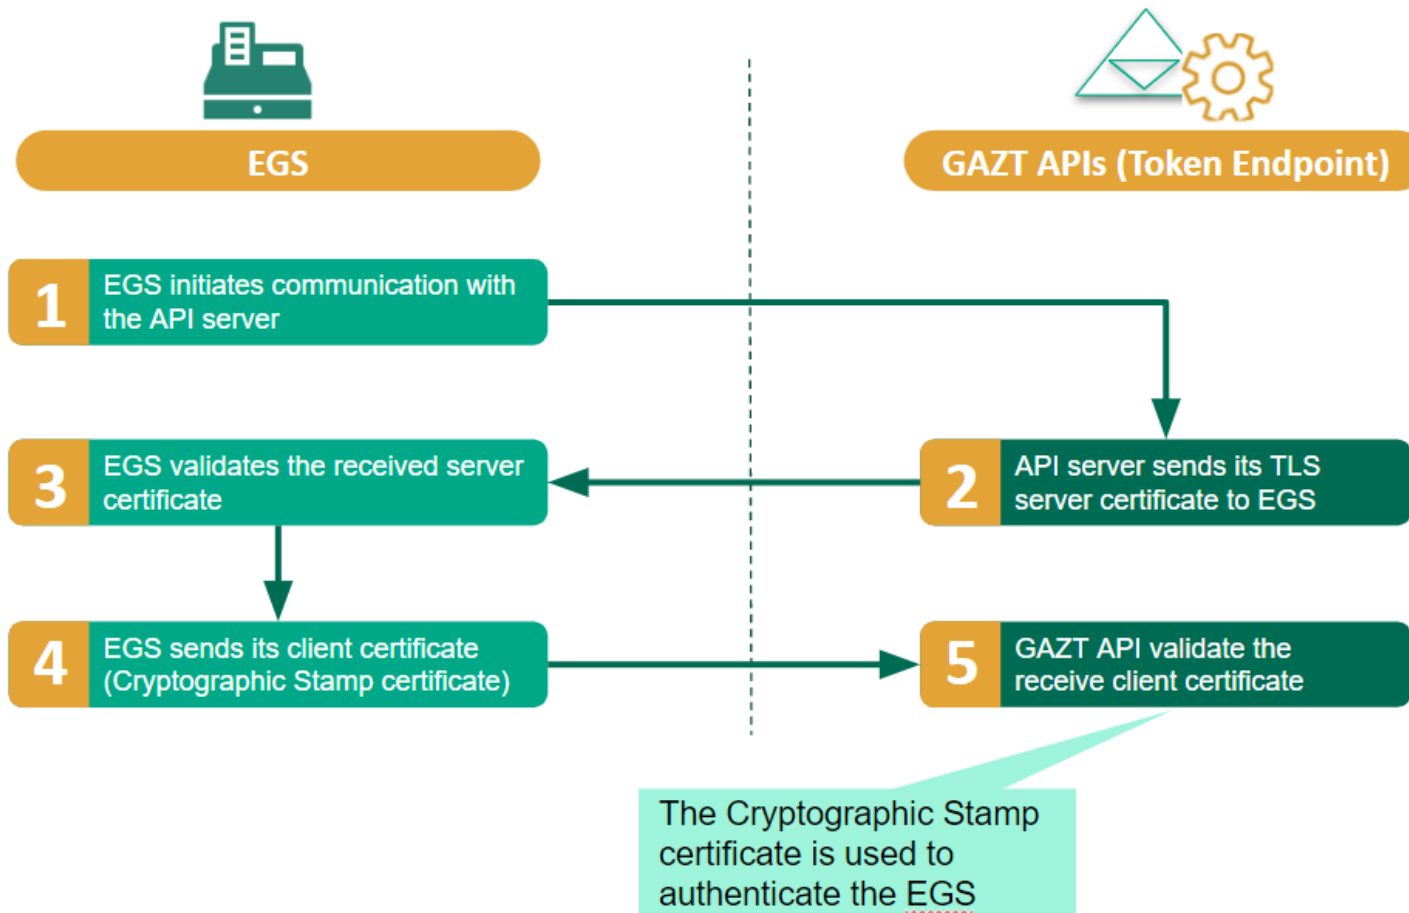 EGS
GAZT APIs (Token Endpoint)
1
EGS initiates communication with
the API server
3
EGS validates the received server
certificate
2
API server sends its TLS
server certificate to EGS
4
EGS sends its client certificate
(Cryptographic Stamp certificate)
5
GAZT API validate the
receive client certificate
The Cryptographic Stamp
certificate is used to
authenticate the EGS